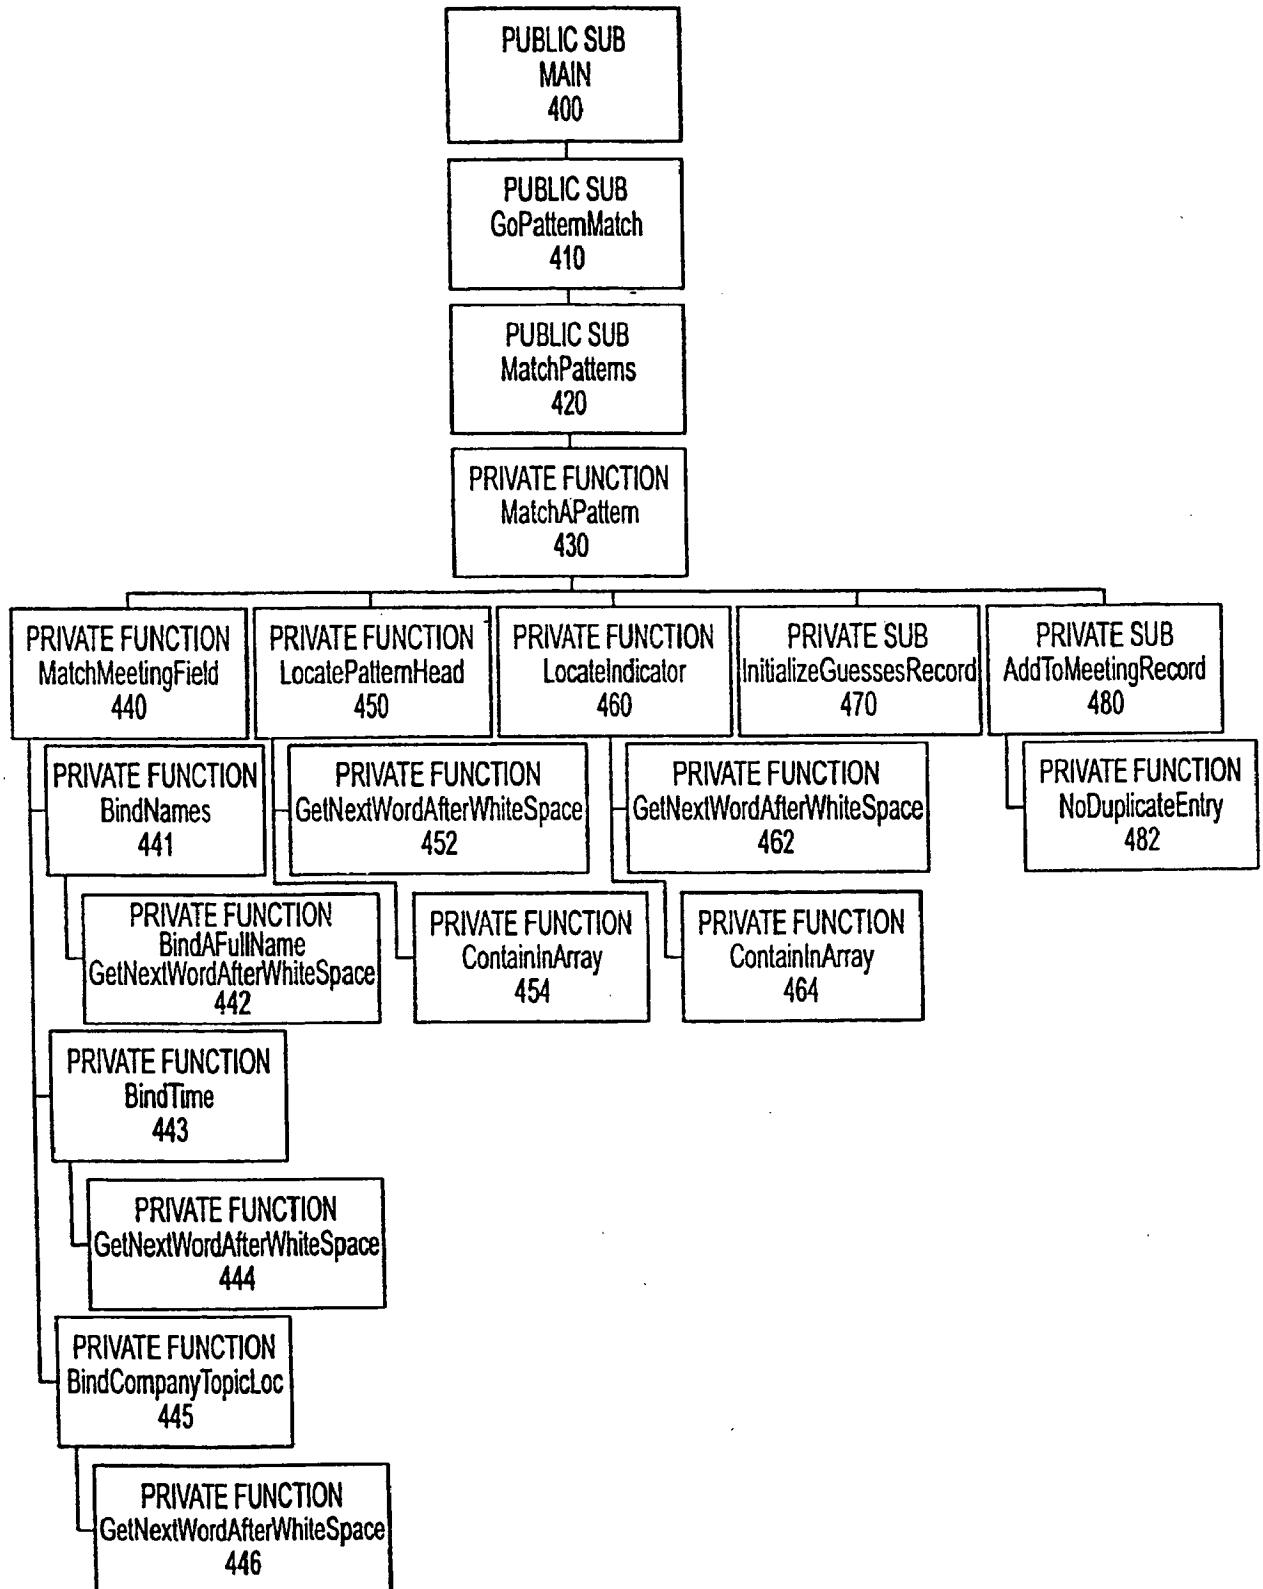 PUBLIC SUB
MAIN
400
PUBLIC SUB
GoPatternMatch
410
PUBLIC SUB
MatchPatterns
420
PRIVATE FUNCTION
MatchAPattern
430
PRIVATE FUNCTION
MatchMeetingField
440
PRIVATE FUNCTION
LocatePatternHead
450
PRIVATE FUNCTION
LocateIndicator
460
PRIVATE SUB
InitializeGuessesRecord
470
PRIVATE SUB
AddToMeetingRecord
480
PRIVATE FUNCTION
BindNames
441
PRIVATE FUNCTION
GetNextWordAfterWhiteSpace
452
PRIVATE FUNCTION
GetNextWordAfterWhiteSpace
462
PRIVATE FUNCTION
NoDuplicateEntry
482
PRIVATE FUNCTION
BindAFullName
GetNextWordAfterWhiteSpace
442
PRIVATE FUNCTION
ContainInArray
454
PRIVATE FUNCTION
ContainInArray
464
PRIVATE FUNCTION
BindTime
443
PRIVATE FUNCTION
GetNextWordAfterWhiteSpace
444
PRIVATE FUNCTION
BindCompanyTopicLoc
445
PRIVATE FUNCTION
GetNextWordAfterWhiteSpace
446